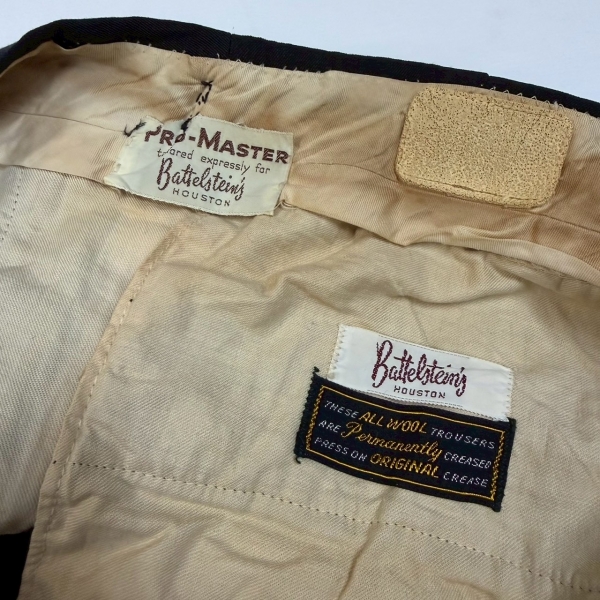 PRO-MASTER
tailored expressly for
Battelstein's
HOUSTON
Battelstein's
HOUSTON
THESE ALL WOOL TROUSERS
ARE Permanently CREASED
PRESS ON ORIGINAL CREASE